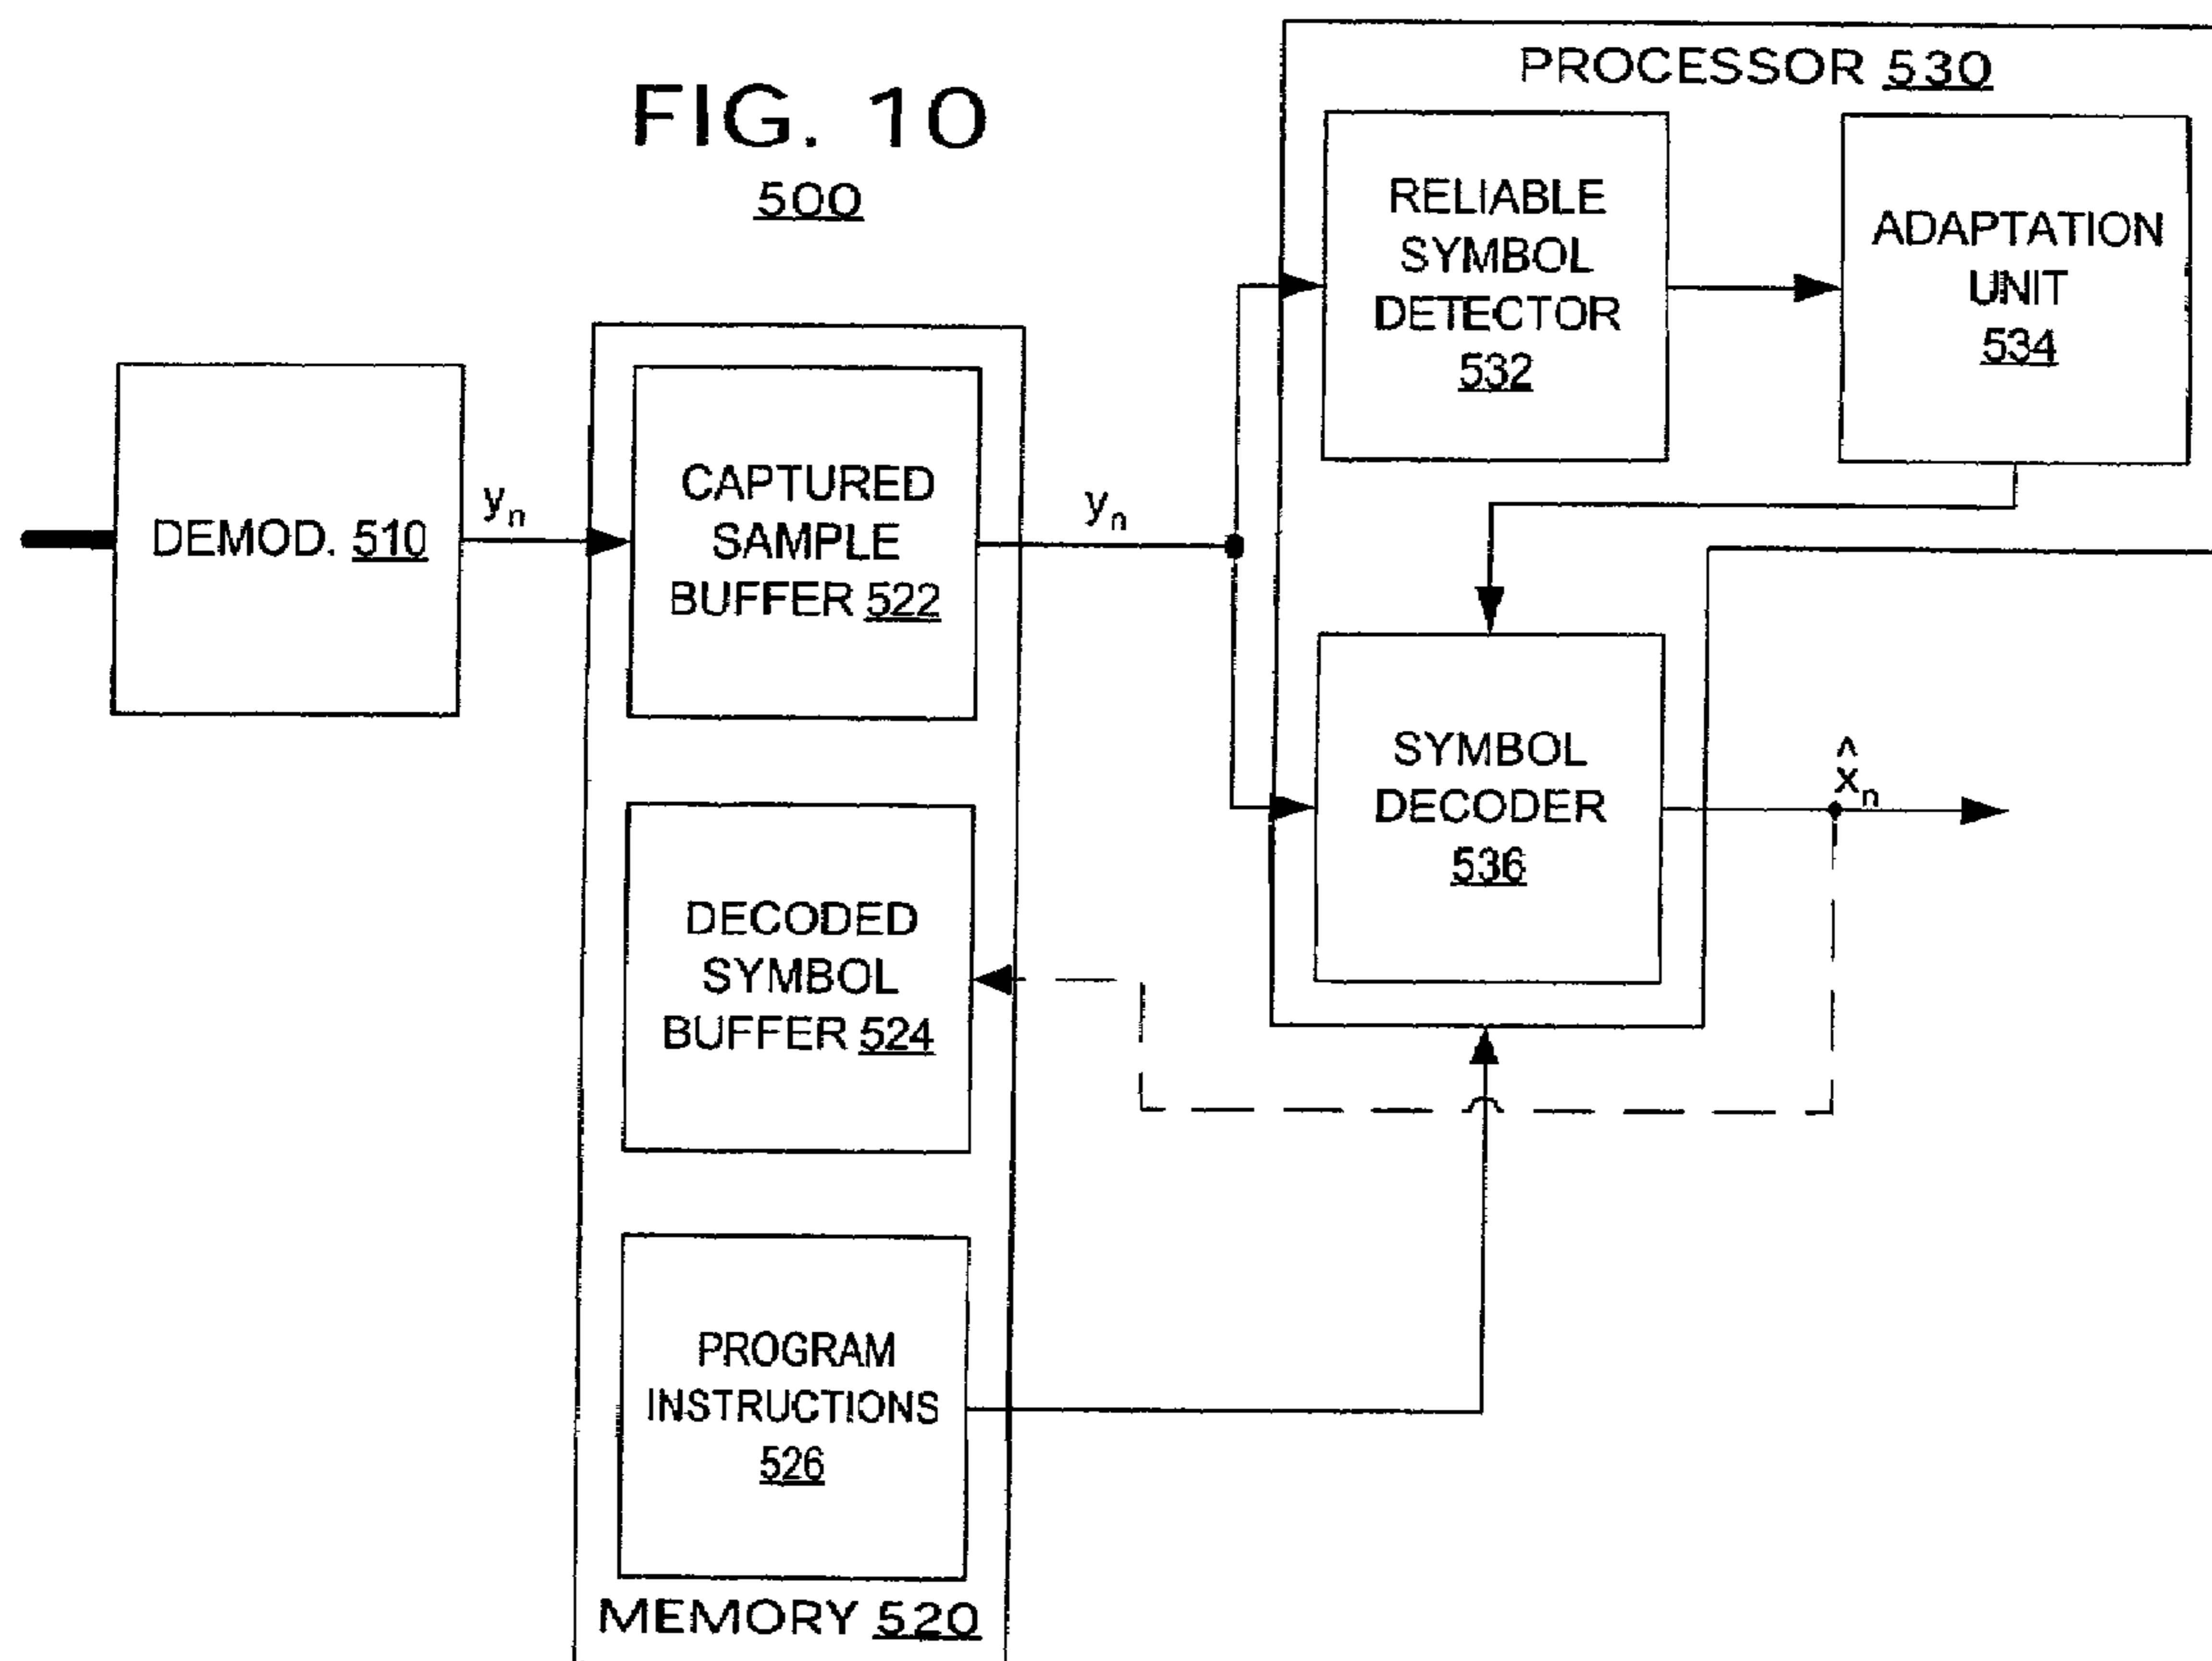 FIG. 10
500
PROCESSOR 530
RELIABLE
SYMBOL
DETECTOR
532
ADAPTATION
UNIT
534
DEMOD. 510
yn
CAPTURED
SAMPLE
BUFFER 522
yn
SYMBOL
DECODER
536
x̂n
DECODED
SYMBOL
BUFFER 524
PROGRAM
INSTRUCTIONS
526
MEMORY 520